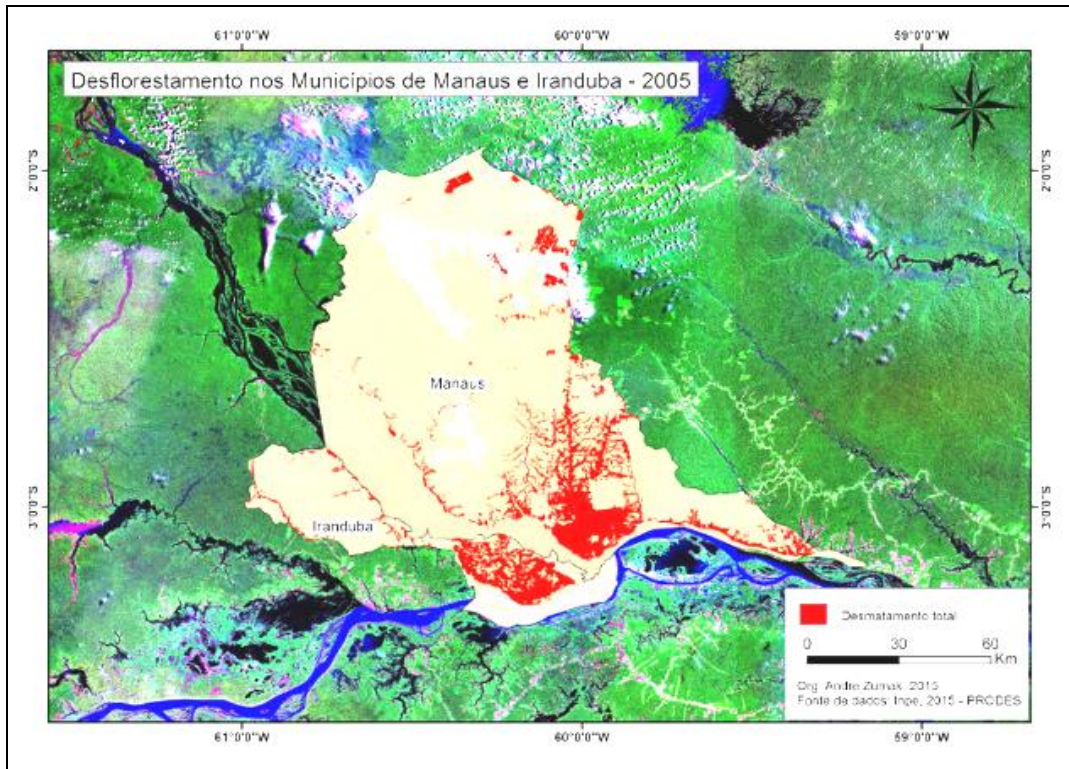 61°0'0"W 60°0'0"W 59°0'0"W
Desflorestamento nos Municípios de Manaus e Iranduba - 2005
2°0'0"S 2°0'0"S
Manaus
3°0'0"S 3°0'0"S
Iranduba
Desmatamento total
0 30 60
Km
Org. Andre Zumak, 2015
Fonte de dados: Inpe, 2015 - PRODES
61°0'0"W 60°0'0"W 59°0'0"W